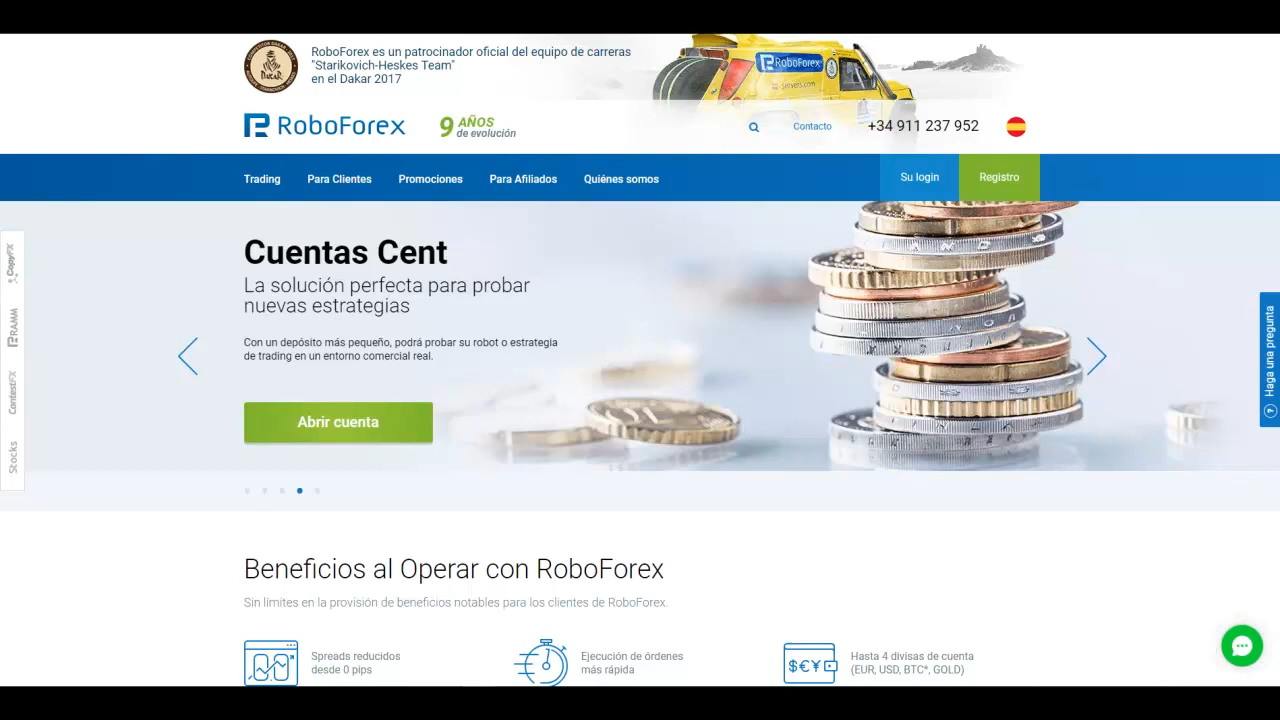 RoboForex es un patrocinador oficial del equipo de carreras
"Starikovich-Heskes Team"
en el Dakar 2017
DAKAR
RoboForex
servers.com
RoboForex
9 AÑOS
de evolución
Contacto
+34 911 237 952
Trading
Para Clientes
Promociones
Para Afiliados
Quiénes somos
Su login
Registro
CopyFX
RAMM
ContestFX
Stocks
Cuentas Cent
La solución perfecta para probar
nuevas estrategias
Con un depósito más pequeño, podrá probar su robot o estrategia
de trading en un entorno comercial real.
Abrir cuenta
Haga una pregunta
Beneficios al Operar con RoboForex
Sin límites en la provisión de beneficios notables para los clientes de RoboForex.
Spreads reducidos
desde 0 pips
Ejecución de órdenes
más rápida
$€¥
Hasta 4 divisas de cuenta
(EUR, USD, BTC*, GOLD)